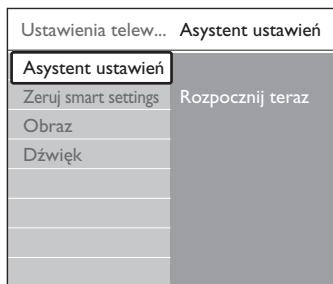 Ustawienia telew... Asystent ustawień
Asystent ustawień
Zeruj smart settings Rozpocznij teraz
Obraz
Dźwięk